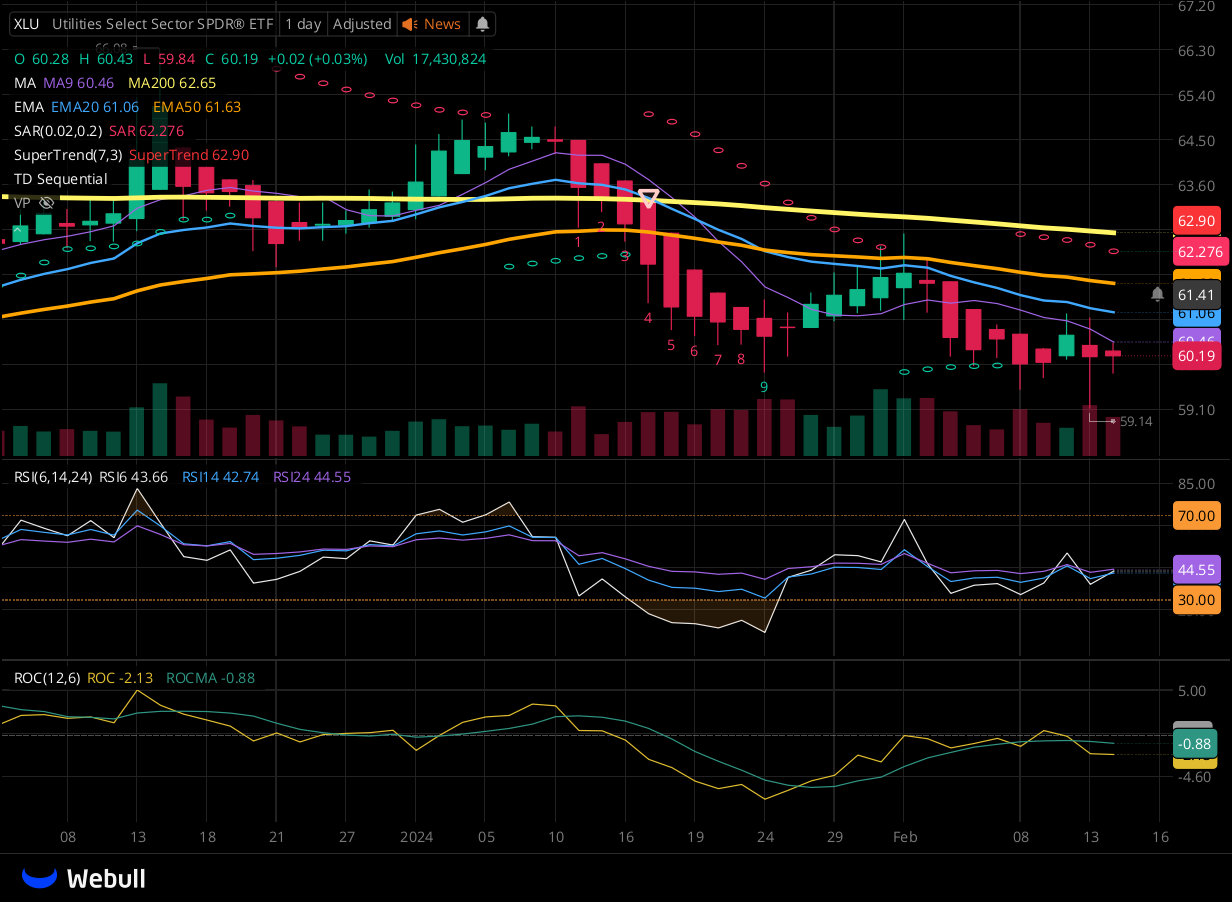 XLU Utilities Select Sector SPDR® ETF 1 day Adjusted News
O 60.28 H 60.43 L 59.84 C 60.19 +0.02 (+0.03%) Vol 17,430,824
MA MA9 60.46 MA200 62.65
EMA EMA20 61.06 EMA50 61.63
SAR(0.02,0.2) SAR 62.276
SuperTrend(7,3) SuperTrend 62.90
TD Sequential
VP
67.20
66.30
65.40
64.50
63.60
62.90
62.276
61.41
61.06
60.46
60.19
59.10
1
2
3
4
5
6
7
8
9
59.14
RSI(6,14,24) RSI6 43.66 RSI14 42.74 RSI24 44.55
85.00
70.00
44.55
30.00
ROC(12,6) ROC -2.13 ROCMA -0.88
5.00
-0.88
-4.60
08 13 18 21 27 2024 05 10 16 19 24 29 Feb 08 13 16
Webull